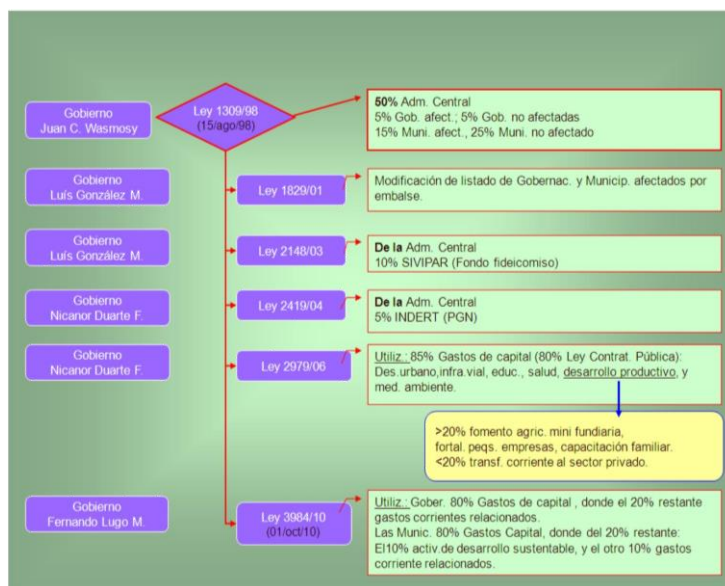 Gobierno
Juan C. Wasmosy
Ley 1309/98
(15/ago/98)
50% Adm. Central
5% Gob. afect.; 5% Gob. no afectadas
15% Muni. afect., 25% Muni. no afectado
Gobierno
Luís González M.
Ley 1829/01
Modificación de listado de Gobernac. y Municip. afectados por
embalse.
Gobierno
Luís González M.
Ley 2148/03
De la Adm. Central
10% SIVIPAR (Fondo fideicomiso)
Gobierno
Nicanor Duarte F.
Ley 2419/04
De la Adm. Central
5% INDERT (PGN)
Gobierno
Nicanor Duarte F.
Ley 2979/06
Utiliz.: 85% Gastos de capital (80% Ley Contrat. Pública):
Des.urbano,infra.vial, educ., salud, desarrollo productivo, y
med. ambiente.
>20% fomento agric. mini fundiaria,
fortal. peqs. empresas, capacitación familiar.
<20% transf. corriente al sector privado.
Gobierno
Fernando Lugo M.
Ley 3984/10
(01/oct/10)
Utiliz.: Gober. 80% Gastos de capital , donde el 20% restante
gastos corrientes relacionados.
Las Munic. 80% Gastos Capital, donde del 20% restante:
El10% activ.de desarrollo sustentable, y el otro 10% gastos
corriente relacionados.